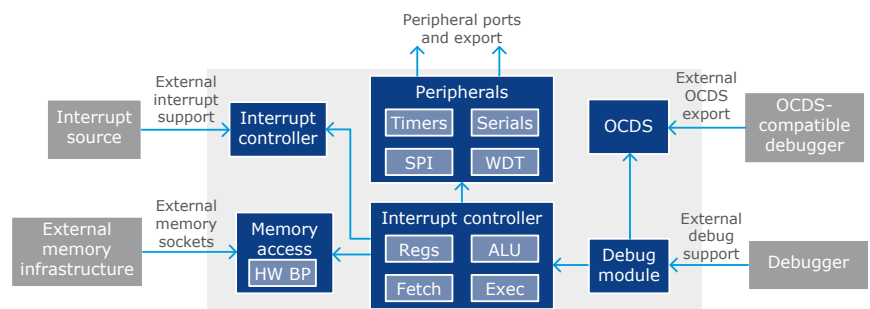 Peripheral ports
and export
External
interrupt
support
External
OCDS
export
Peripherals
Timers
Serials
SPI
WDT
Interrupt
source
Interrupt
controller
OCDS
OCDS-
compatible
debugger
External
memory
sockets
External
debug
support
External
memory
infrastructure
Memory
access
HW BP
Interrupt controller
Regs
ALU
Fetch
Exec
Debug
module
Debugger